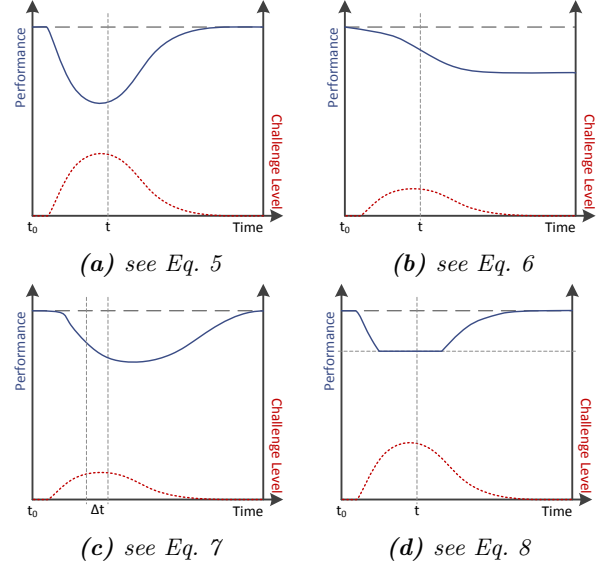 Performance
Challenge Level
t₀
t
Time
(a) see Eq. 5
Performance
Challenge Level
t₀
t
Time
(b) see Eq. 6
Performance
Challenge Level
t₀
Δt
Time
(c) see Eq. 7
Performance
Challenge Level
t₀
t
Time
(d) see Eq. 8